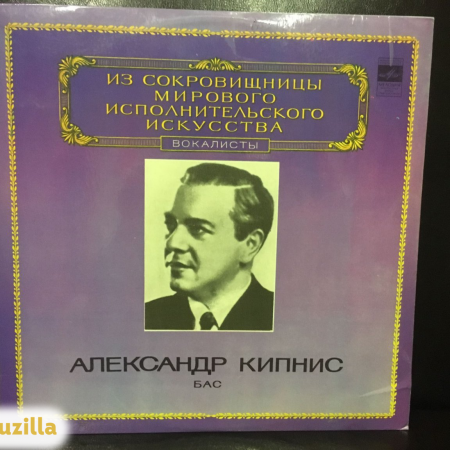 ИЗ СОКРОВИЩНИЦЫ
МИРОВОГО
ИСПОЛНИТЕЛЬСКОГО
ИСКУССТВА
ВОКАЛИСТЫ
АЛЕКСАНДР КИПНИС
БАС
uzilla